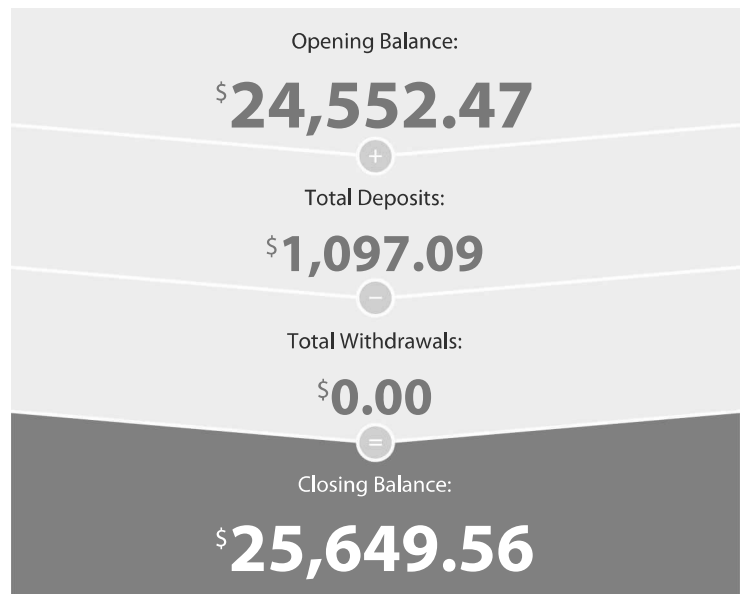 Opening Balance:
$24,552.47
+
Total Deposits:
$1,097.09
−
Total Withdrawals:
$0.00
=
Closing Balance:
$25,649.56